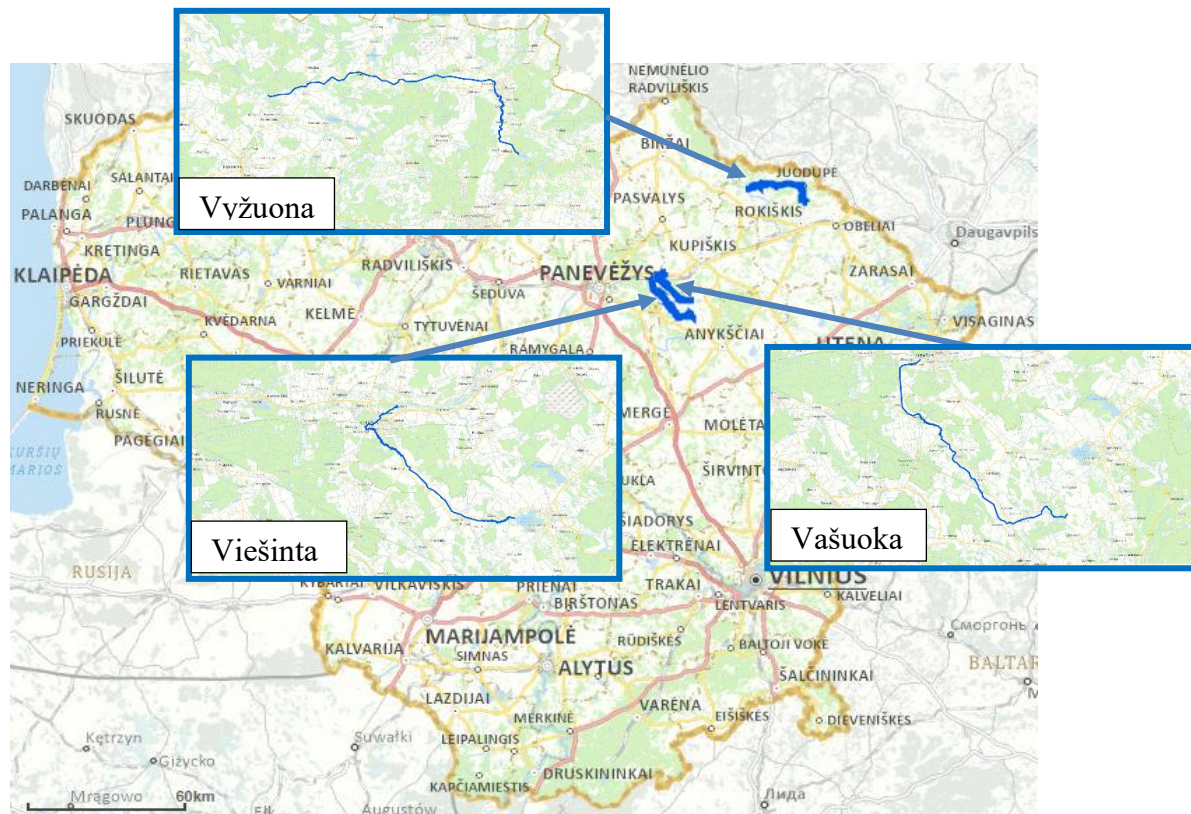 NEMUNĖLIO
RADVILIŠKIS
SKUODAS
BIRŽAI
JUODUPĖ
DARBĖNAI
SALANTAI
PASVALYS
Vyžuona
PALANGA
PLUNG
ROKIŠKIS
OBELIAI
KRETINGA
KUPIŠKIS
Daugavpils
RADVILIŠKIS
PANEVĖŽYS
KLAIPĖDA
RIETAVAS
VARNIAI
ŠEDUVA
ZARASAI
GARGŽDAI
KELMĖ
KVĖDARNA
TYTUVĖNAI
ANYKŠČIAI
VISAGINAS
PRIEKULĖ
RAMYGALA
UTENA
NERINGA
ŠILUTĖ
RUSNĖ
MERGĖ
MOLĖTA
PAGĖGIAI
KURŠIŲ
MARIOS
ŠIRVINTO
UKLA
Viešinta
Vašuoka
ŠIADORYS
ELEKTRĖNAI
RUSIJA
KYBARTAI
VILKAVIŠKIS
PRIENAI
TRAKAI
VILNIUS
BIRŠTONAS
LENTVARIS
KALVELIAI
MARIJAMPOLĖ
RŪDIŠKĖS
BALTOJI VOKĖ
Сморгонь
KALVARIJA
SIMNAS
ALYTUS
BALTAR
ŠALČININKAI
LAZDIJAI
VARĖNA
MERKINĖ
EIŠIŠKĖS
DIEVENIŠKĖS
Kętrzyn
Suwałki
LEIPALINGIS
Giżycko
KAPČIAMIESTIS
DRUSKININKAI
Mrągowo
60km
Augustów
Лида